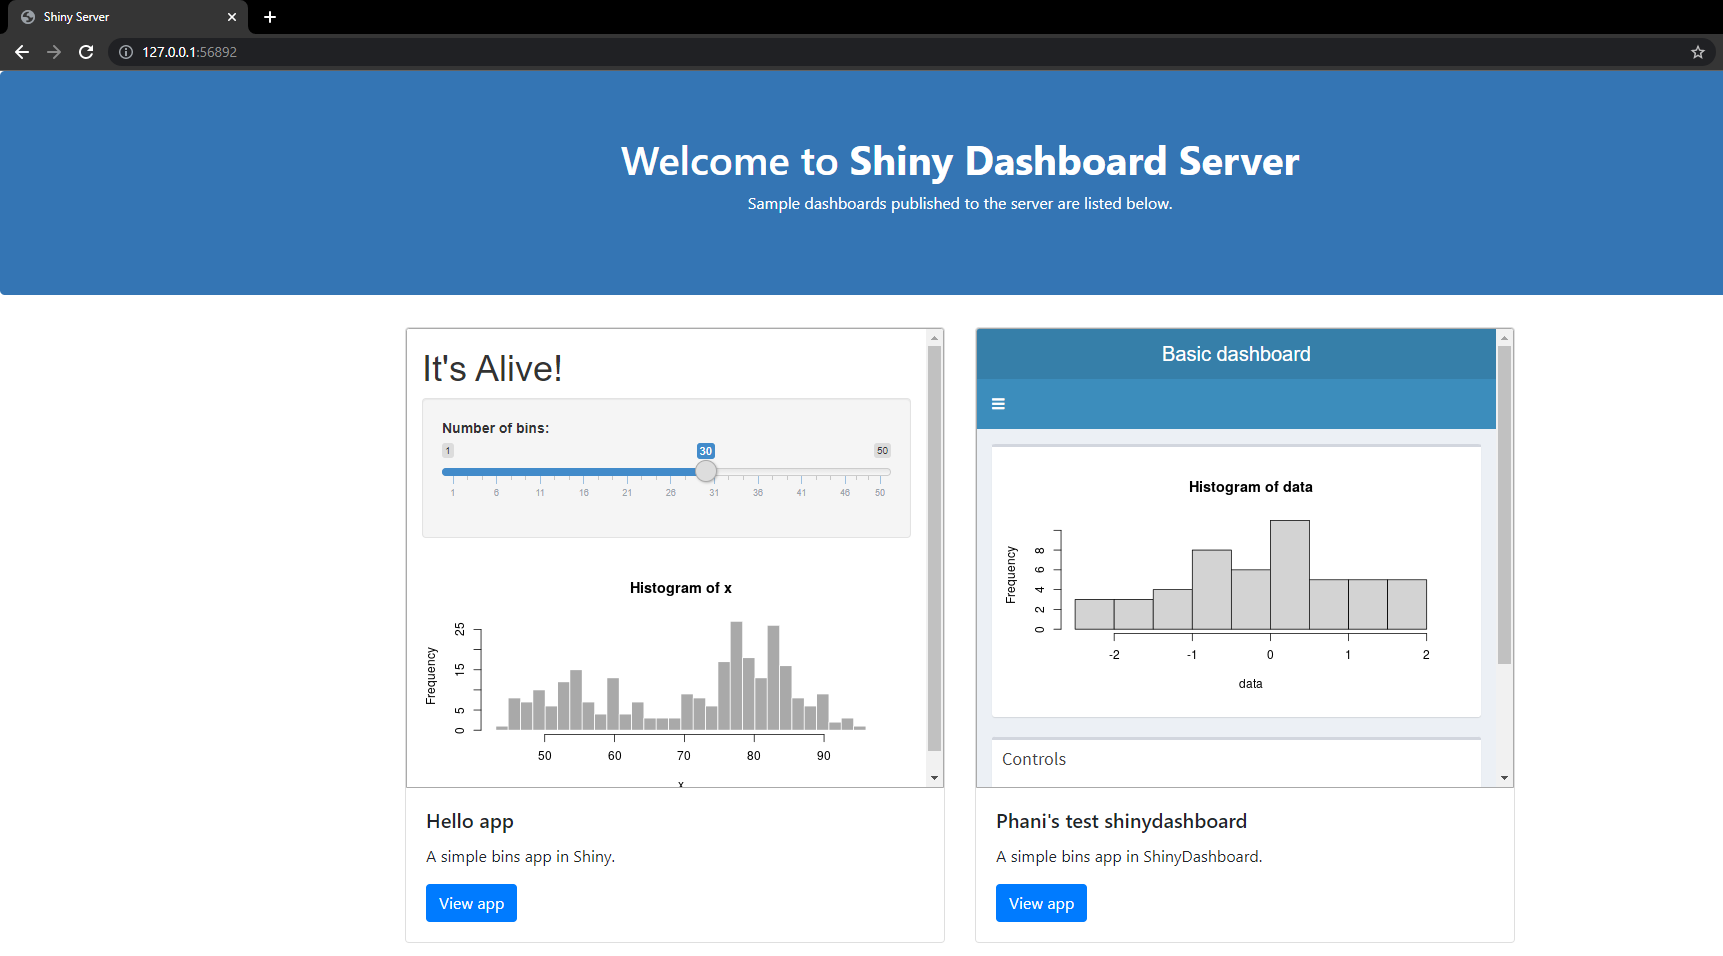 Shiny Server
127.0.0.1:56892
Welcome to Shiny Dashboard Server
Sample dashboards published to the server are listed below.
It's Alive!
Number of bins:
1 30 50
1 6 11 16 21 26 31 36 41 46 50
Histogram of x
Frequency
25
15
5
0
50 60 70 80 90
x
Hello app
A simple bins app in Shiny.
View app
Basic dashboard
Histogram of data
Frequency
8
6
4
2
0
-2 -1 0 1 2
data
Controls
Phani's test shinydashboard
A simple bins app in ShinyDashboard.
View app